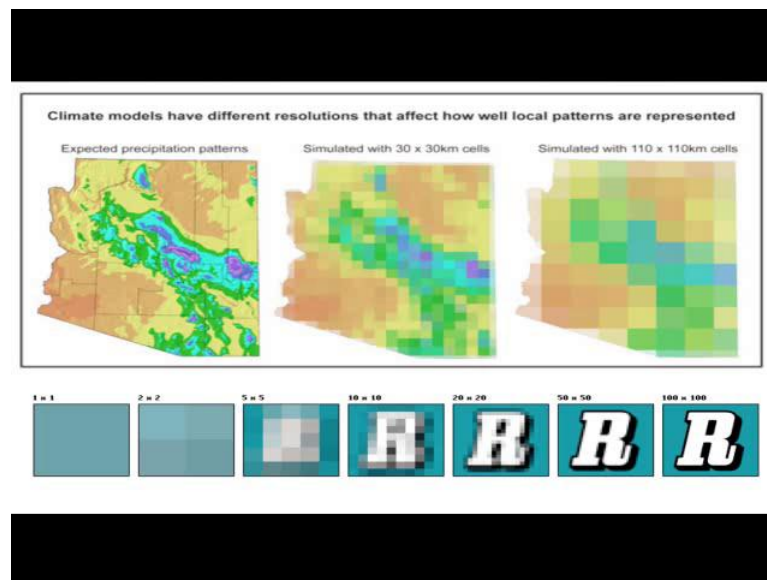 Climate models have different resolutions that affect how well local patterns are represented
Expected precipitation patterns Simulated with 30 x 30km cells Simulated with 110 x 110km cells
1 x 1 2 x 2 5 x 5 10 x 10 20 x 20 50 x 50 100 x 100
R R R R R